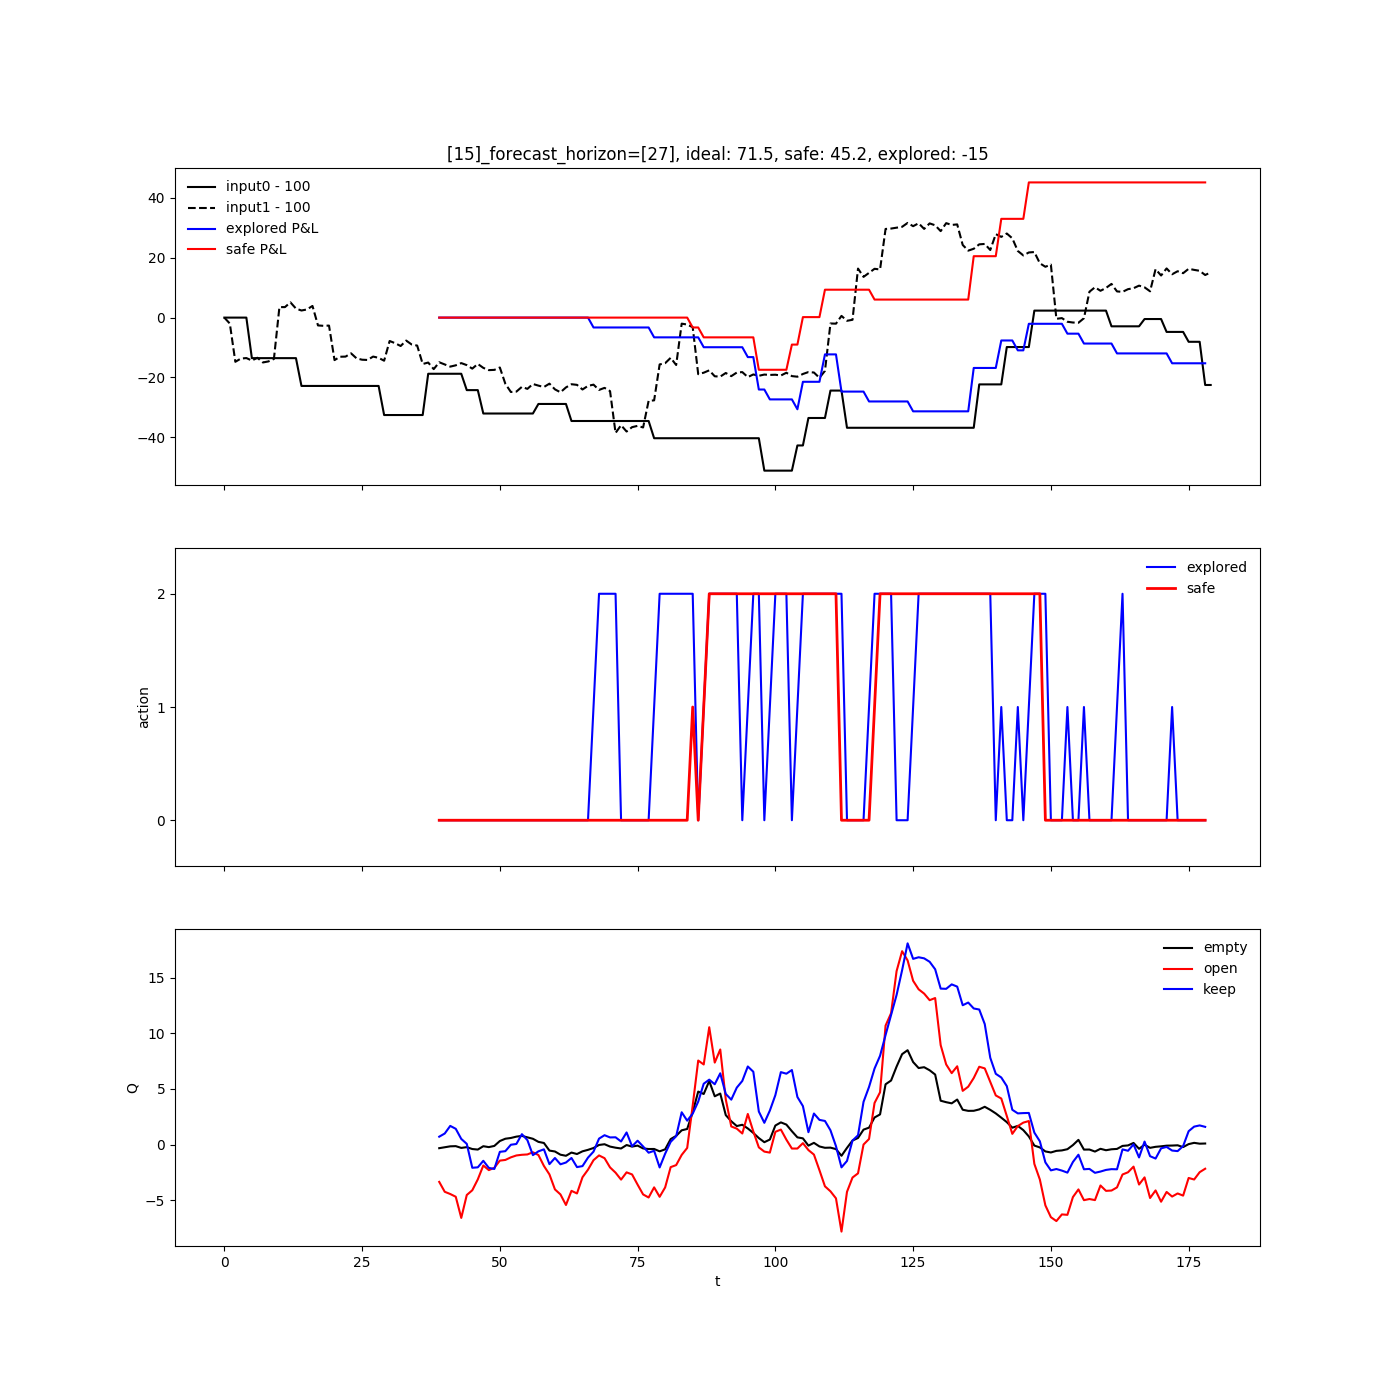 [15]_forecast_horizon=[27], ideal: 71.5, safe: 45.2, explored: -15
input0 - 100
input1 - 100
explored P&L
safe P&L
40
20
0
−20
−40
explored
safe
2
1
0
action
empty
open
keep
15
10
5
0
−5
Q
0 25 50 75 100 125 150 175
t